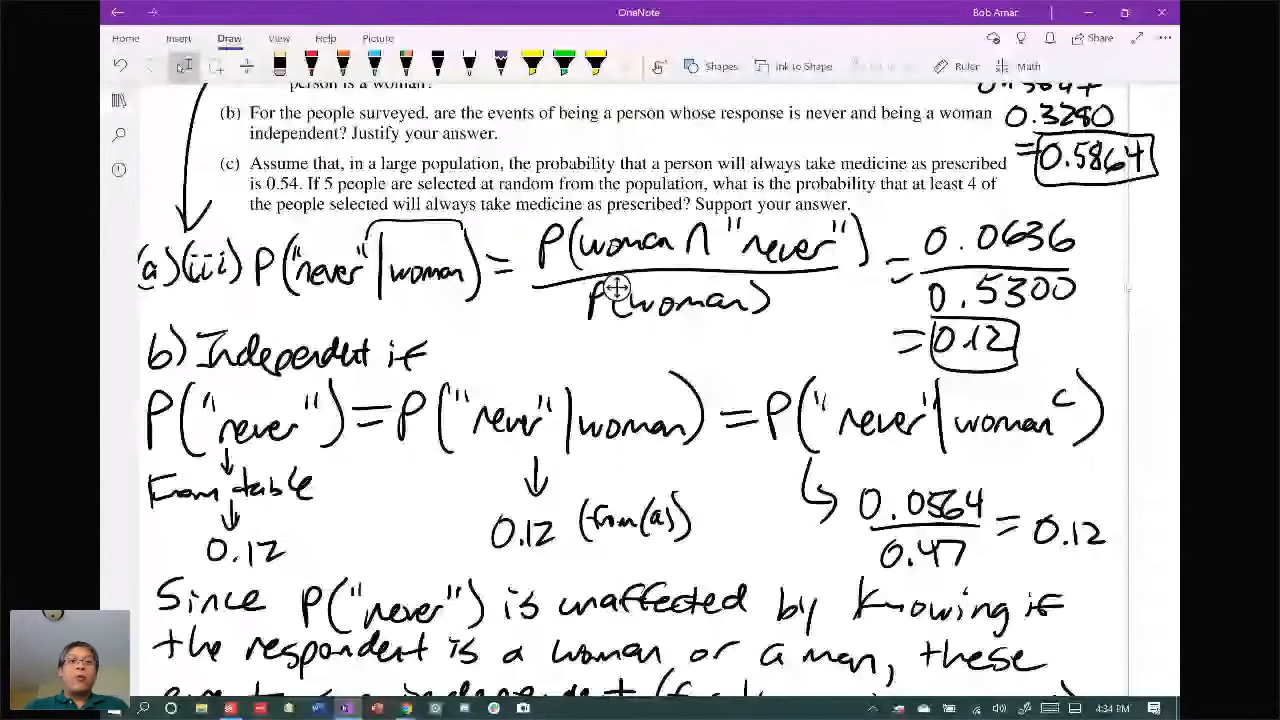 OneNote
Bob Amar
Home Insert Draw View Help Picture
Share
Shapes Ink to Shape Ruler Math
person is a woman?
0.3280
= 0.5864
(b) For the people surveyed, are the events of being a person whose response is never and being a woman
independent? Justify your answer.
(c) Assume that, in a large population, the probability that a person will always take medicine as prescribed
is 0.54. If 5 people are selected at random from the population, what is the probability that at least 4 of
the people selected will always take medicine as prescribed? Support your answer.
(a)(iii) P("never"|woman) = P(woman ∩ "never") / P(woman) = 0.0636 / 0.5300
= 0.12
b) Independent if
P("never") = P("never"|woman) = P("never"|woman^c)
↓ From table ↓ 0.12
↓ 0.12 (from (a))
↳ 0.0564 / 0.47 = 0.12
Since P("never") is unaffected by knowing if
the respondent is a woman or a man, these
4:34 PM